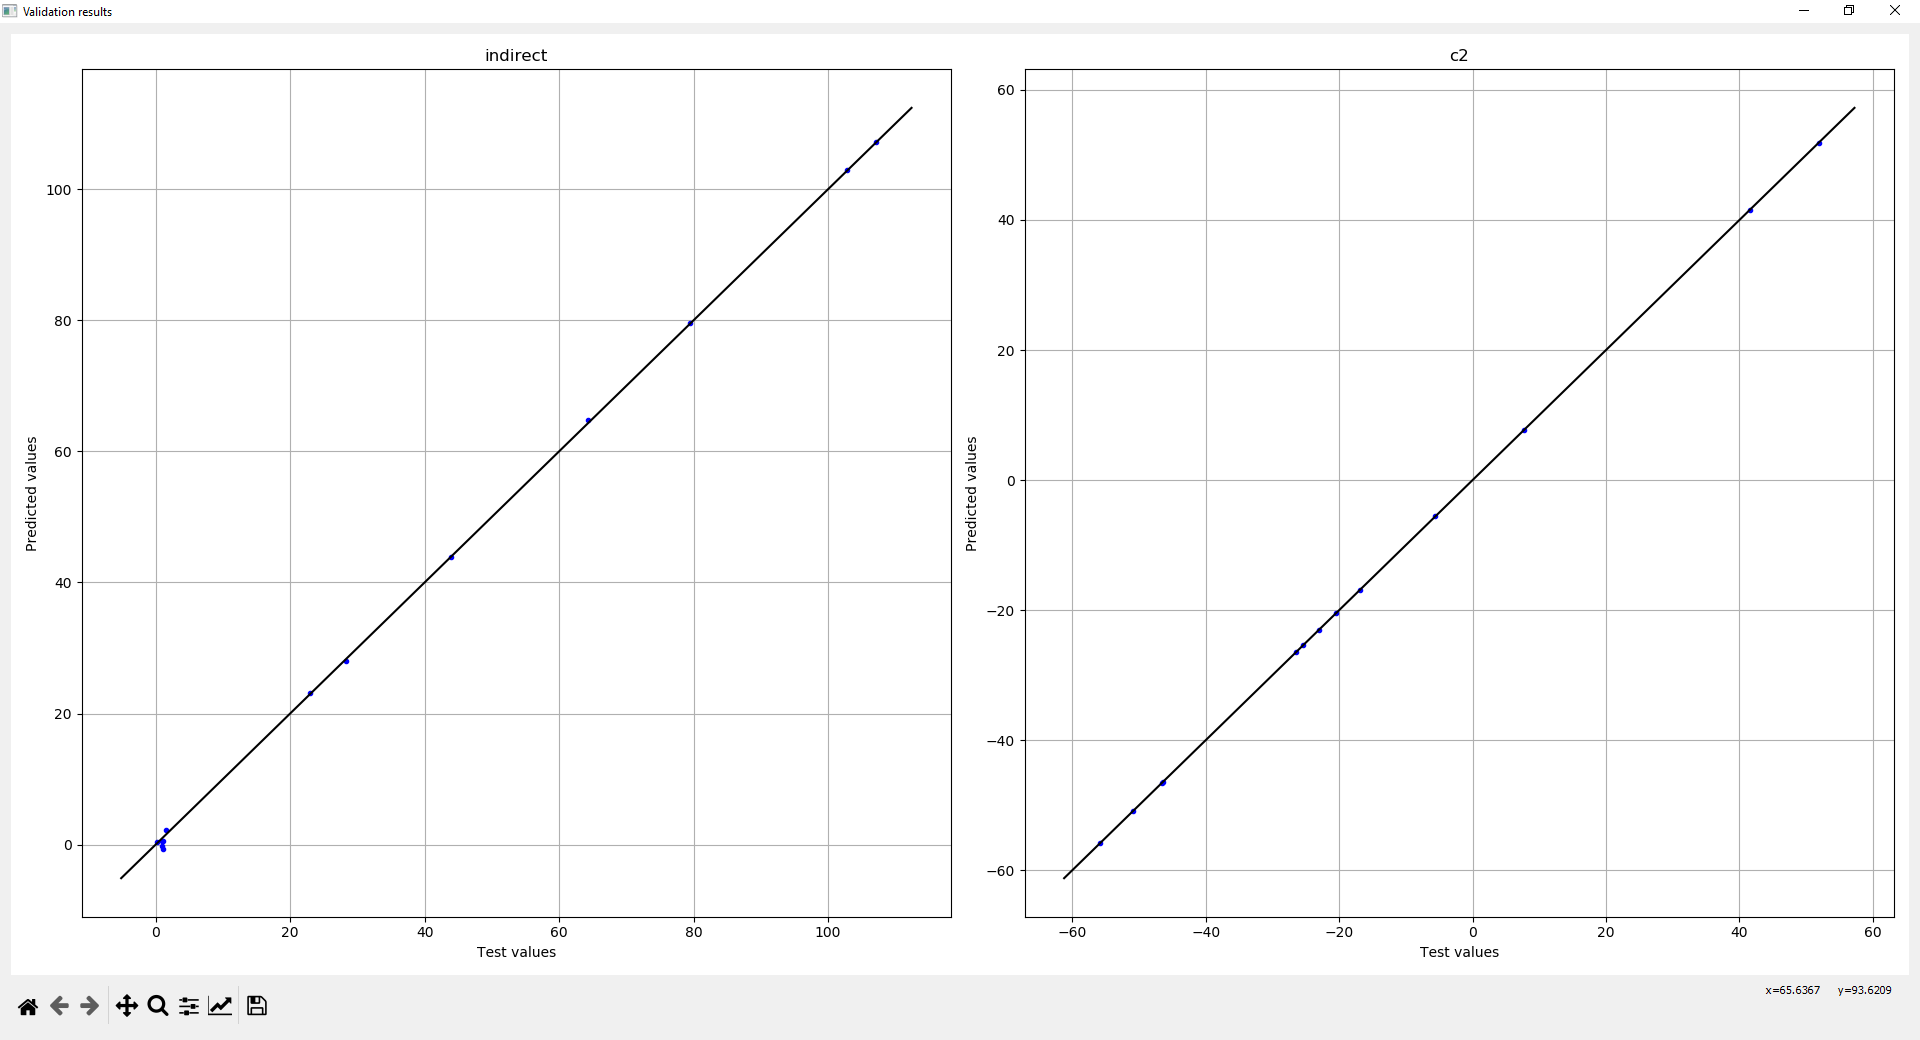 Validation results
indirect
100
80
60
40
20
0
Predicted values
0 20 40 60 80 100
Test values
c2
60
40
20
0
−20
−40
−60
Predicted values
−60 −40 −20 0 20 40 60
Test values
x=65.6367 y=93.6209